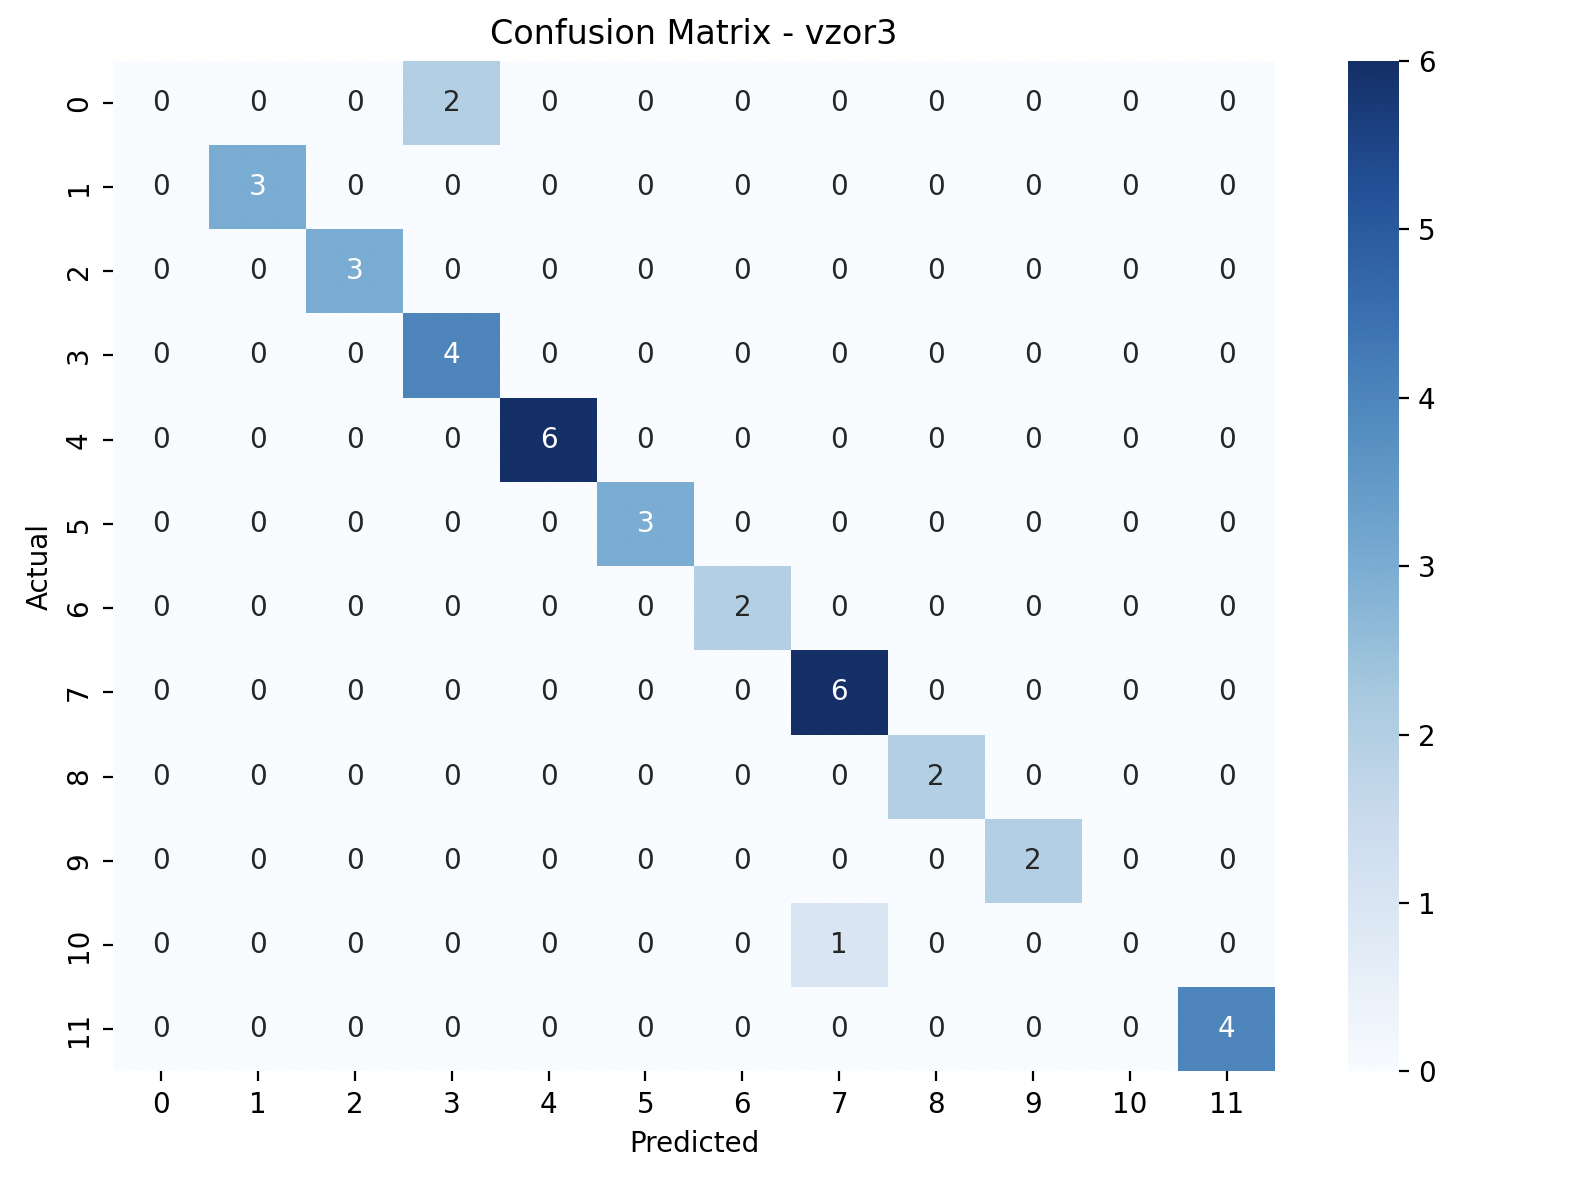 Confusion Matrix - vzor3
0 0 0 0 2 0 0 0 0 0 0 0 0
1 0 3 0 0 0 0 0 0 0 0 0 0
2 0 0 3 0 0 0 0 0 0 0 0 0
3 0 0 0 4 0 0 0 0 0 0 0 0
4 0 0 0 0 6 0 0 0 0 0 0 0
5 0 0 0 0 0 3 0 0 0 0 0 0
6 0 0 0 0 0 0 2 0 0 0 0 0
7 0 0 0 0 0 0 0 6 0 0 0 0
8 0 0 0 0 0 0 0 0 2 0 0 0
9 0 0 0 0 0 0 0 0 0 2 0 0
10 0 0 0 0 0 0 0 1 0 0 0 0
11 0 0 0 0 0 0 0 0 0 0 0 4
0 1 2 3 4 5 6 7 8 9 10 11
Predicted
Actual
6
5
4
3
2
1
0